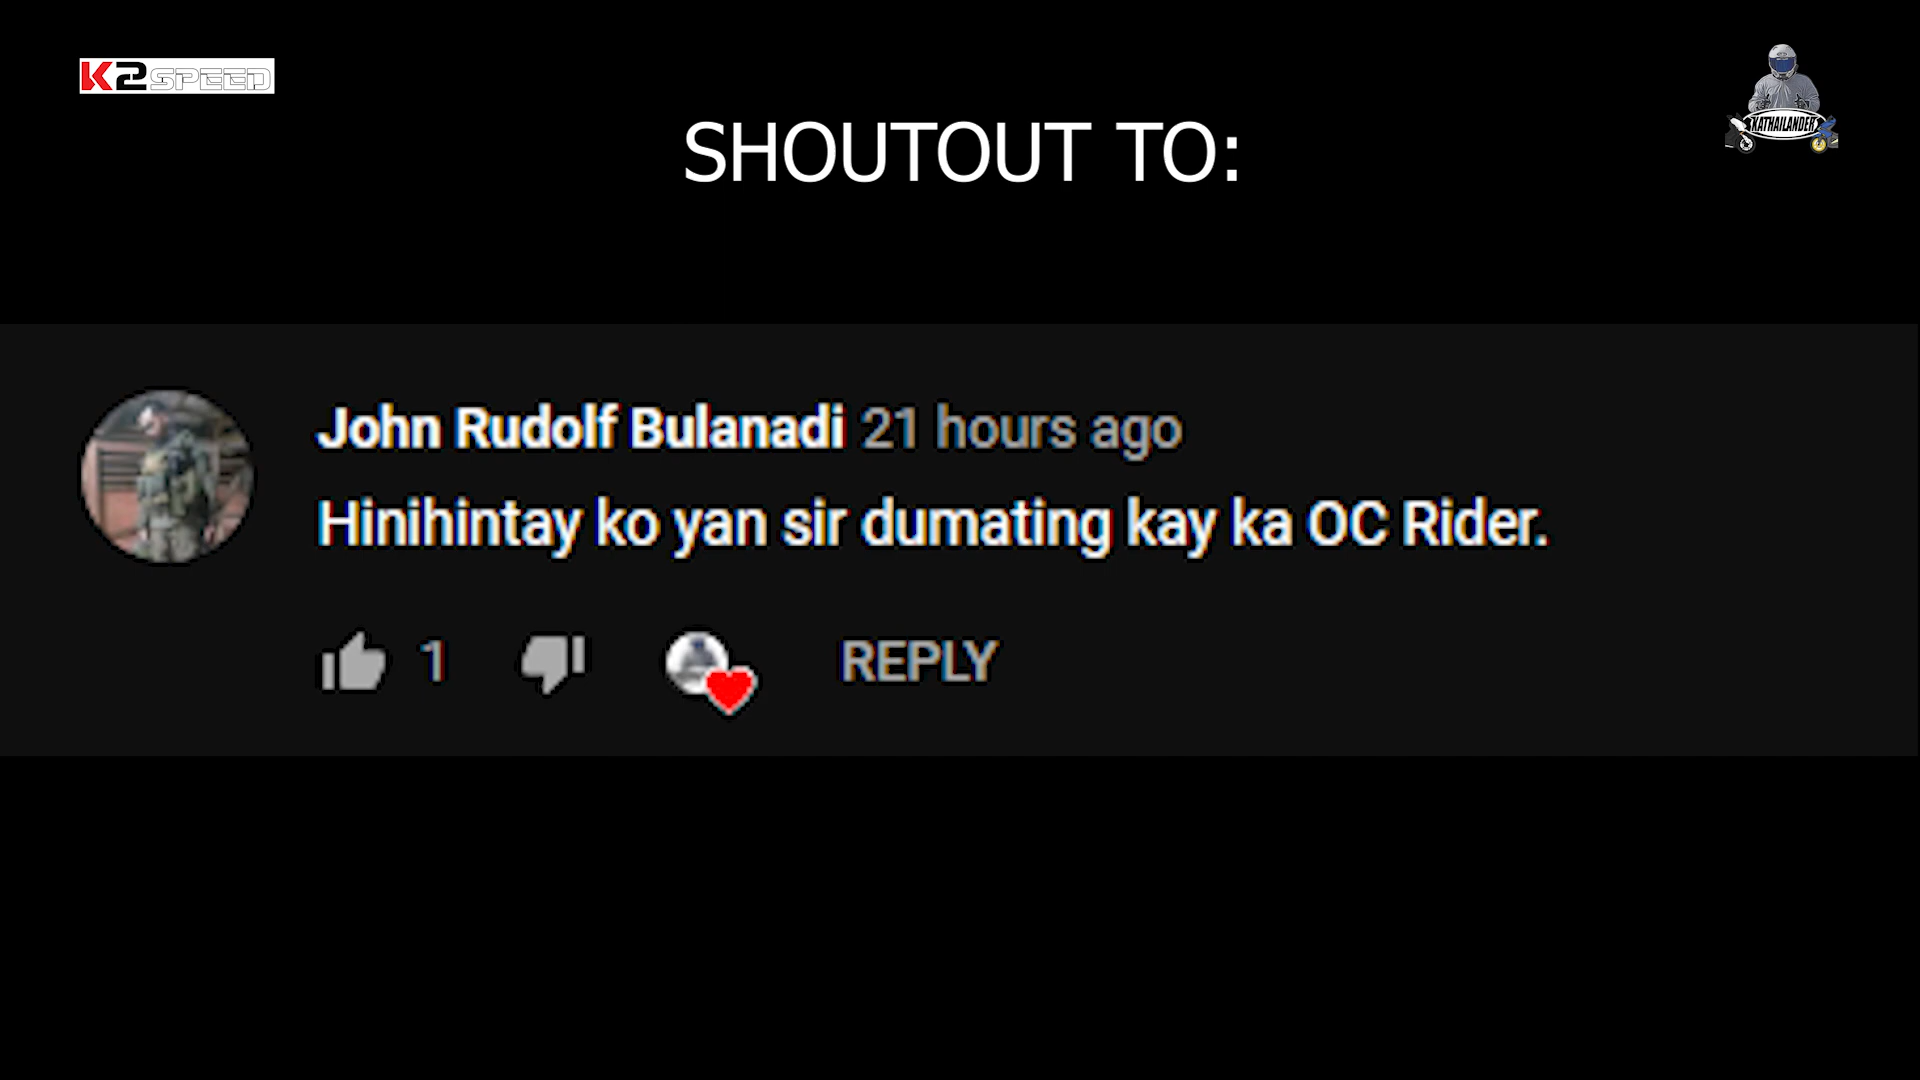 K2SPEED
KATHAILANDER
SHOUTOUT TO:
John Rudolf Bulanadi 21 hours ago
Hinihintay ko yan sir dumating kay ka OC Rider.
1
REPLY